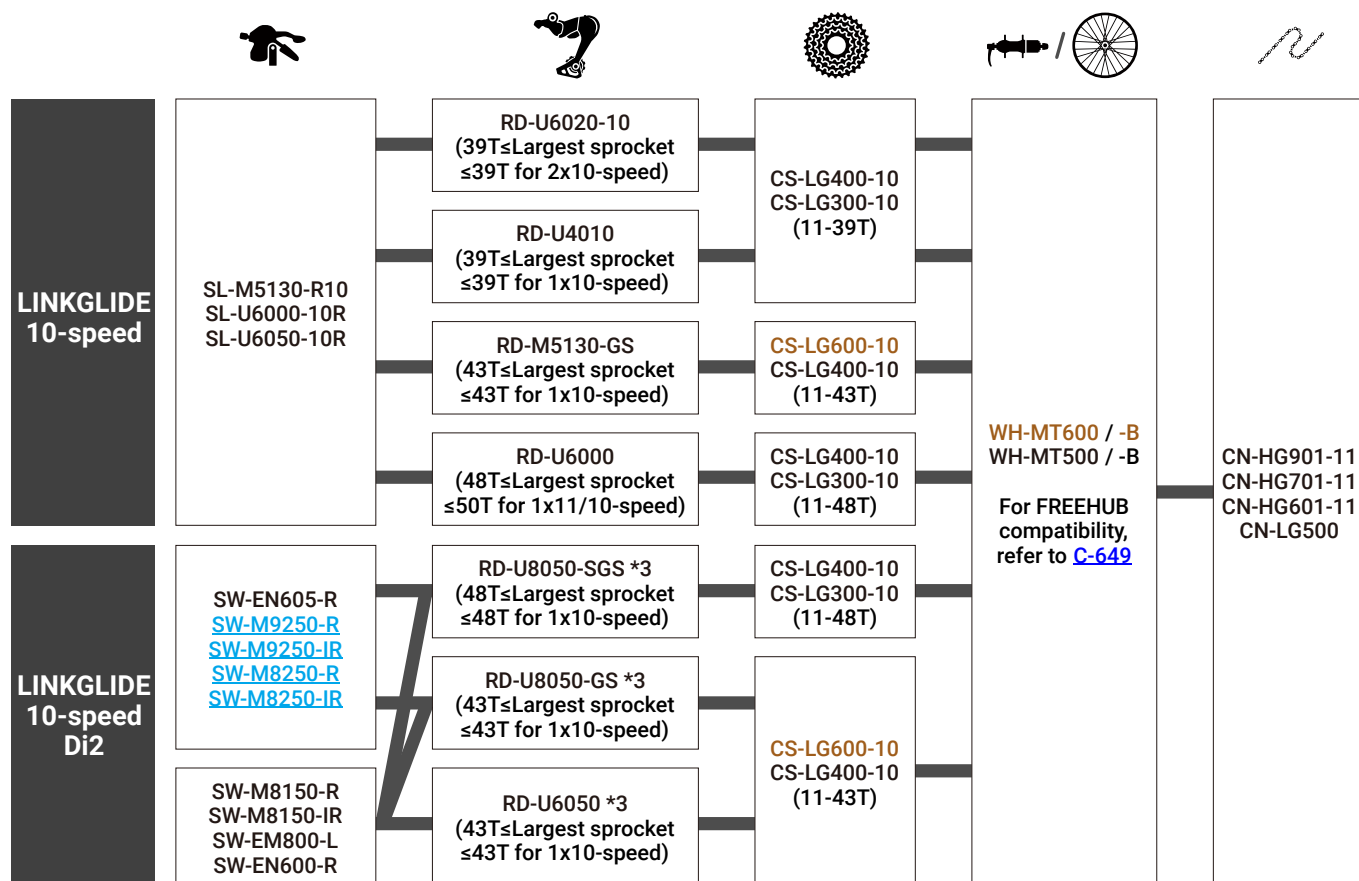 LINKGLIDE
10-speed
SL-M5130-R10
SL-U6000-10R
SL-U6050-10R
RD-U6020-10
(39T≤Largest sprocket
≤39T for 2x10-speed)
RD-U4010
(39T≤Largest sprocket
≤39T for 1x10-speed)
RD-M5130-GS
(43T≤Largest sprocket
≤43T for 1x10-speed)
RD-U6000
(48T≤Largest sprocket
≤50T for 1x11/10-speed)
CS-LG400-10
CS-LG300-10
(11-39T)
CS-LG600-10
CS-LG400-10
(11-43T)
CS-LG400-10
CS-LG300-10
(11-48T)
LINKGLIDE
10-speed
Di2
SW-EN605-R
SW-M9250-R
SW-M9250-IR
SW-M8250-R
SW-M8250-IR
SW-M8150-R
SW-M8150-IR
SW-EM800-L
SW-EN600-R
RD-U8050-SGS *3
(48T≤Largest sprocket
≤48T for 1x10-speed)
RD-U8050-GS *3
(43T≤Largest sprocket
≤43T for 1x10-speed)
RD-U6050 *3
(43T≤Largest sprocket
≤43T for 1x10-speed)
CS-LG400-10
CS-LG300-10
(11-48T)
CS-LG600-10
CS-LG400-10
(11-43T)
WH-MT600 / -B
WH-MT500 / -B
For FREEHUB
compatibility,
refer to C-649
CN-HG901-11
CN-HG701-11
CN-HG601-11
CN-LG500